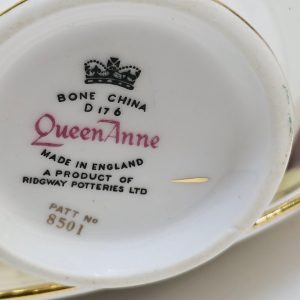 BONE CHINA
D 176
Queen Anne
MADE IN ENGLAND
A PRODUCT OF
RIDGWAY POTTERIES LTD
PATT NO
8501